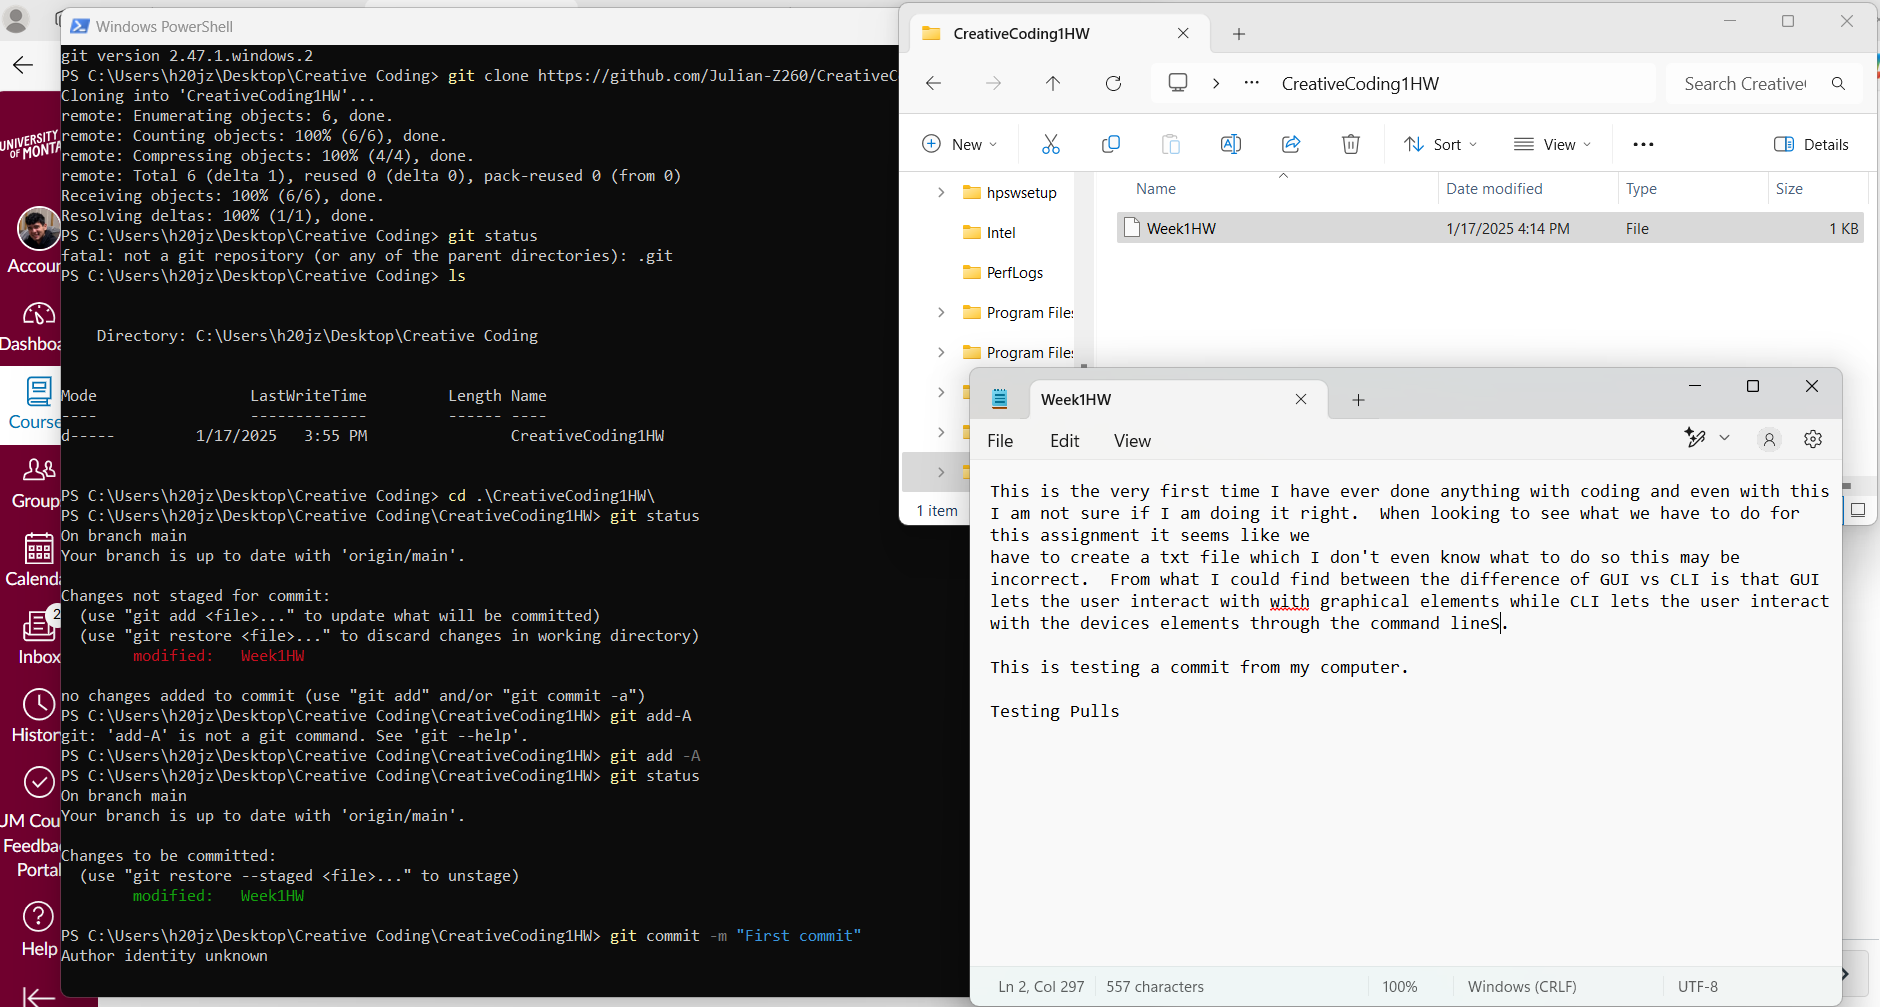 Windows PowerShell
git version 2.47.1.windows.2
PS C:\Users\h20jz\Desktop\Creative Coding> git clone https://github.com/Julian-Z260/CreativeC
Cloning into 'CreativeCoding1HW'...
remote: Enumerating objects: 6, done.
remote: Counting objects: 100% (6/6), done.
remote: Compressing objects: 100% (4/4), done.
remote: Total 6 (delta 1), reused 0 (delta 0), pack-reused 0 (from 0)
Receiving objects: 100% (6/6), done.
Resolving deltas: 100% (1/1), done.
PS C:\Users\h20jz\Desktop\Creative Coding> git status
fatal: not a git repository (or any of the parent directories): .git
PS C:\Users\h20jz\Desktop\Creative Coding> ls
Directory: C:\Users\h20jz\Desktop\Creative Coding
Mode LastWriteTime Length Name
---- ------------- ------ ----
d----- 1/17/2025 3:55 PM CreativeCoding1HW
PS C:\Users\h20jz\Desktop\Creative Coding> cd .\CreativeCoding1HW\
PS C:\Users\h20jz\Desktop\Creative Coding\CreativeCoding1HW> git status
On branch main
Your branch is up to date with 'origin/main'.
Changes not staged for commit:
(use "git add <file>..." to update what will be committed)
(use "git restore <file>..." to discard changes in working directory)
modified: Week1HW
no changes added to commit (use "git add" and/or "git commit -a")
PS C:\Users\h20jz\Desktop\Creative Coding\CreativeCoding1HW> git add-A
git: 'add-A' is not a git command. See 'git --help'.
PS C:\Users\h20jz\Desktop\Creative Coding\CreativeCoding1HW> git add -A
PS C:\Users\h20jz\Desktop\Creative Coding\CreativeCoding1HW> git status
On branch main
Your branch is up to date with 'origin/main'.
Changes to be committed:
(use "git restore --staged <file>..." to unstage)
modified: Week1HW
PS C:\Users\h20jz\Desktop\Creative Coding\CreativeCoding1HW> git commit -m "First commit"
Author identity unknown
UNIVERSITY
OF MONTA
Accoun
Dashboa
Course
Group
Calenda
2
Inbox
Histor
UM Cou
Feedba
Portal
Help
CreativeCoding1HW
CreativeCoding1HW
Search Creative
New
Sort
View
Details
Name
Date modified
Type
Size
Week1HW
1/17/2025 4:14 PM
File
1 KB
hpswsetup
Intel
PerfLogs
Program Files
Program Files
1 item
Week1HW
File
Edit
View
This is the very first time I have ever done anything with coding and even with this
I am not sure if I am doing it right.  When looking to see what we have to do for
this assignment it seems like we
have to create a txt file which I don't even know what to do so this may be
incorrect.  From what I could find between the difference of GUI vs CLI is that GUI
lets the user interact with with graphical elements while CLI lets the user interact
with the devices elements through the command lineS.
This is testing a commit from my computer.
Testing Pulls
Ln 2, Col 297
557 characters
100%
Windows (CRLF)
UTF-8